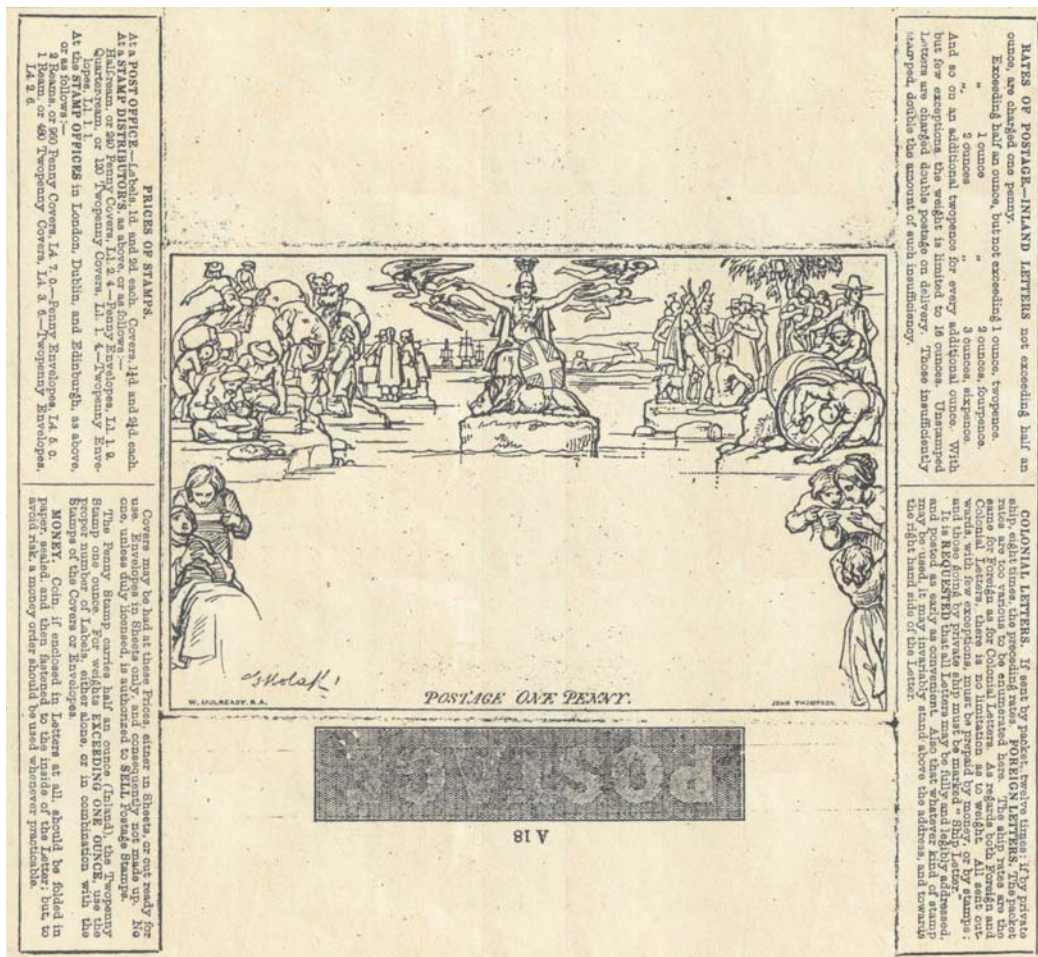 RATES OF POSTAGE.—INLAND LETTERS not exceeding half an
ounce, are charged one penny.
Exceeding half an ounce, but not exceeding 1 ounce, twopence.
" 1 ounce " 2 ounces, fourpence.
" 2 ounces " 3 ounces, sixpence.
And so on an additional twopence for every additional ounce. With
but few exceptions, the weight is limited to 16 ounces. Unstamped
Letters are charged double postage on delivery. Those insufficiently
stamped, double the amount of such insufficiency.
COLONIAL LETTERS. If sent by packet, twelve times; if by private
ship, eight times, the preceding rates. FOREIGN LETTERS. The packet
rates are too various to be enumerated here. The ship rates are the
same for Foreign as for Colonial Letters. As regards both Foreign and
Colonial Letters, there is no limitation as to weight. All sent out-
wards, with few exceptions, must be prepaid by money, or by stamps;
and those going by private ship must be marked "Ship Letter."
It is REQUESTED that all Letters may be fully and legibly addressed,
and posted as early as convenient. Also that whatever kind of stamp
may be used, it may invariably stand above the address, and towards
the right hand side of the Letter.
POSTAGE ONE PENNY.
W. MULREADY. R.A.
JOHN THOMPSON.
POSTAGE
A 18
PRICES OF STAMPS.
At a POST OFFICE.—Labels, 1d. and 2d. each. Covers, 1¼d. and 2¼d. each.
At a STAMP DISTRIBUTOR'S, as above, or as follows:—
Half-ream, or 240 Penny Covers, L1. 2. 4.—Penny Envelopes, L1. 1. 9.
Quarter-ream, or 120 Twopenny Covers, L1. 1. 4.—Twopenny Enve-
lopes, L1. 1. 1.
At the STAMP OFFICES in London, Dublin, and Edinburgh, as above,
or as follows:—
2 Reams, or 960 Penny Covers, L4. 7. 0.—Penny Envelopes, L4. 5. 0.
1 Ream, or 480 Twopenny Covers, L4. 3. 6.—Twopenny Envelopes,
L4. 2. 6.
Covers may be had at these Prices, either in Sheets, or cut ready for
use. Envelopes in Sheets only, and consequently not made up. No
one, unless duly licensed, is authorized to SELL Postage Stamps.
The Penny Stamp carries half an ounce (Inland), the Twopenny
Stamp one ounce. For weights EXCEEDING ONE OUNCE, use the
proper number of Labels, either alone, or in combination with the
Stamps of the Covers or Envelopes.
MONEY. Coin, if enclosed in Letters at all, should be folded in
paper, sealed, and then fastened to the inside of the Letter; but, to
avoid risk, a money order should be used whenever practicable.